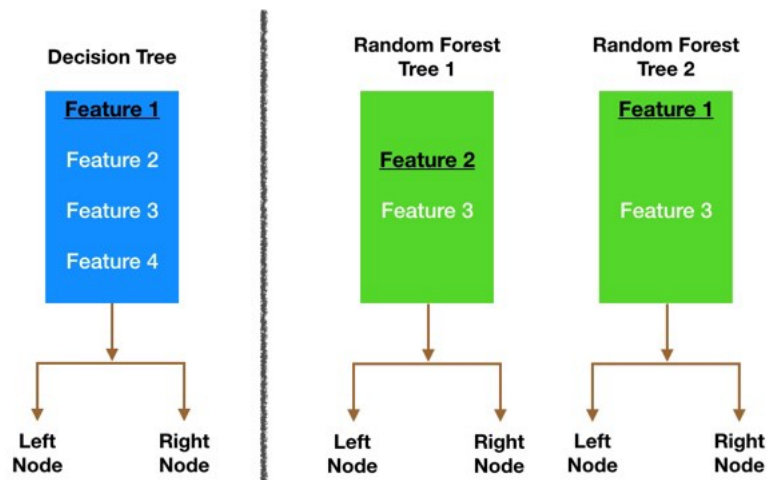 Decision Tree
Feature 1
Feature 2
Feature 3
Feature 4
Left
Node
Right
Node
Random Forest
Tree 1
Feature 2
Feature 3
Left
Node
Right
Node
Random Forest
Tree 2
Feature 1
Feature 3
Left
Node
Right
Node